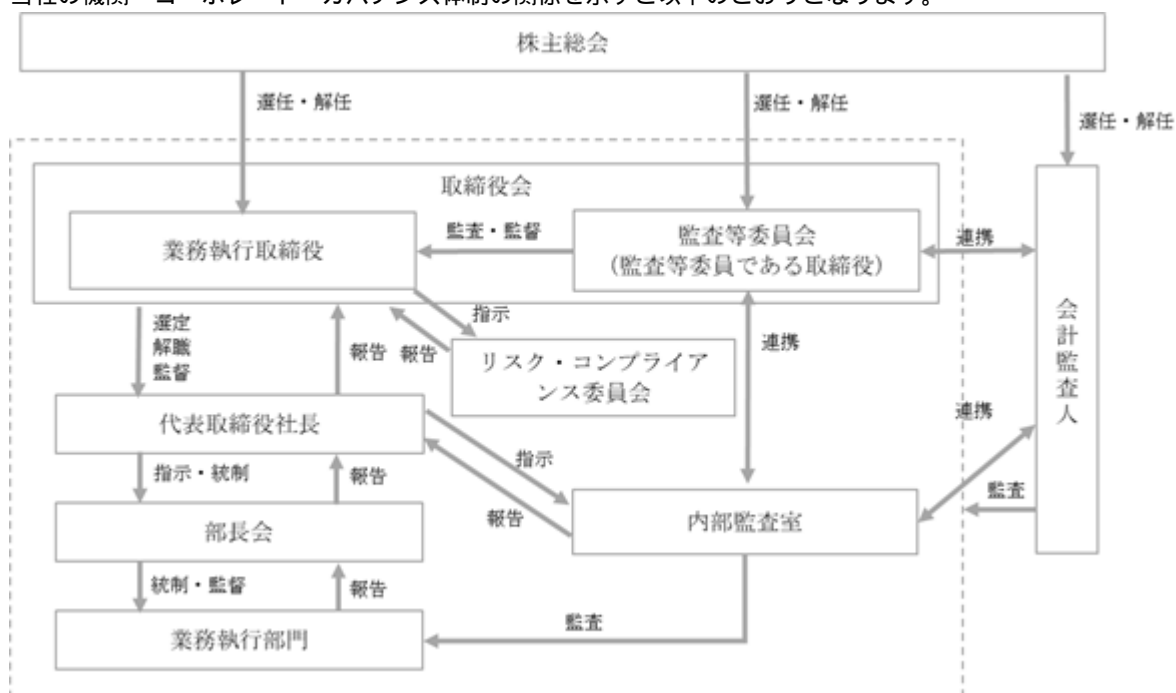 当社の機関・コーポレート・ガバナンス体制の関係を示すと以下のとおりとなります。
株主総会
選任・解任
選任・解任
選任・解任
取締役会
業務執行取締役
監査・監督
監査等委員会
(監査等委員である取締役)
連携
会計監査人
選定
解職
監督
報告
報告
指示
リスク・コンプライア
ンス委員会
連携
代表取締役社長
連携
指示・統制
報告
指示
報告
監査
部長会
内部監査室
統制・監督
報告
業務執行部門
監査